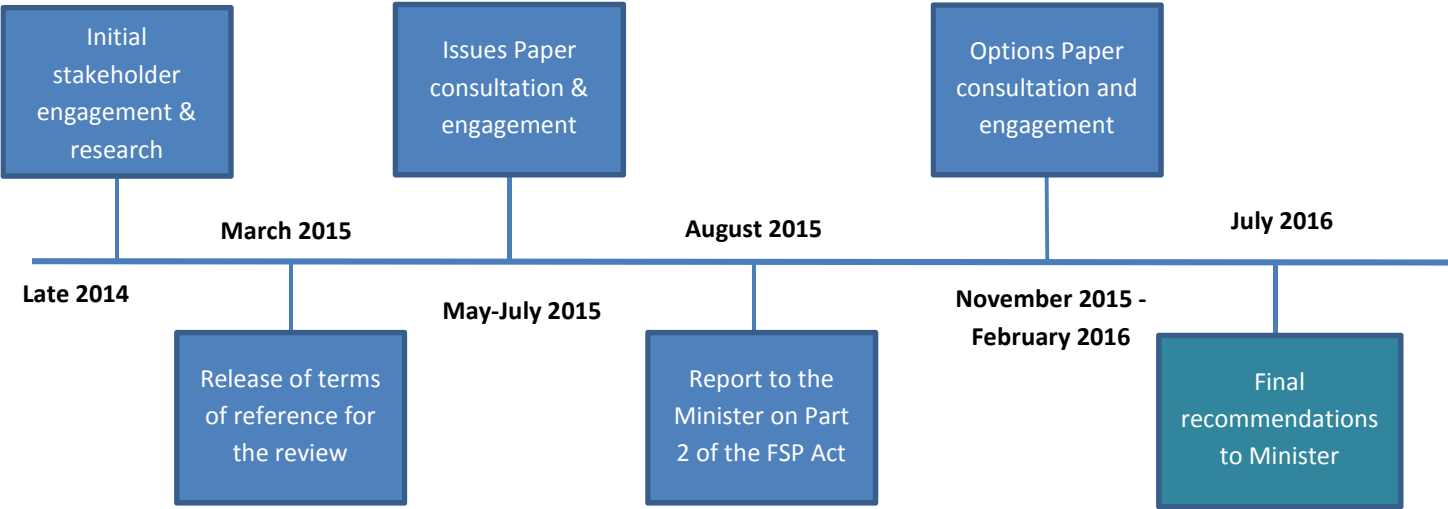 Initial
stakeholder
engagement &
research
Late 2014
March 2015
Release of terms
of reference for
the review
Issues Paper
consultation &
engagement
May-July 2015
August 2015
Report to the
Minister on Part
2 of the FSP Act
Options Paper
consultation and
engagement
November 2015 -
February 2016
July 2016
Final
recommendations
to Minister